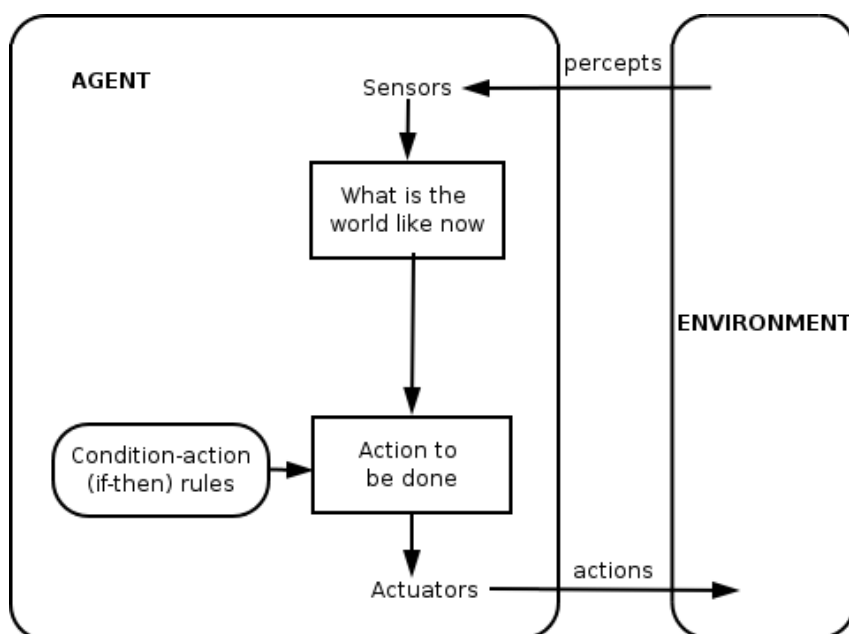 AGENT
Sensors
percepts
What is the
world like now
ENVIRONMENT
Condition-action
(if-then) rules
Action to
be done
Actuators
actions